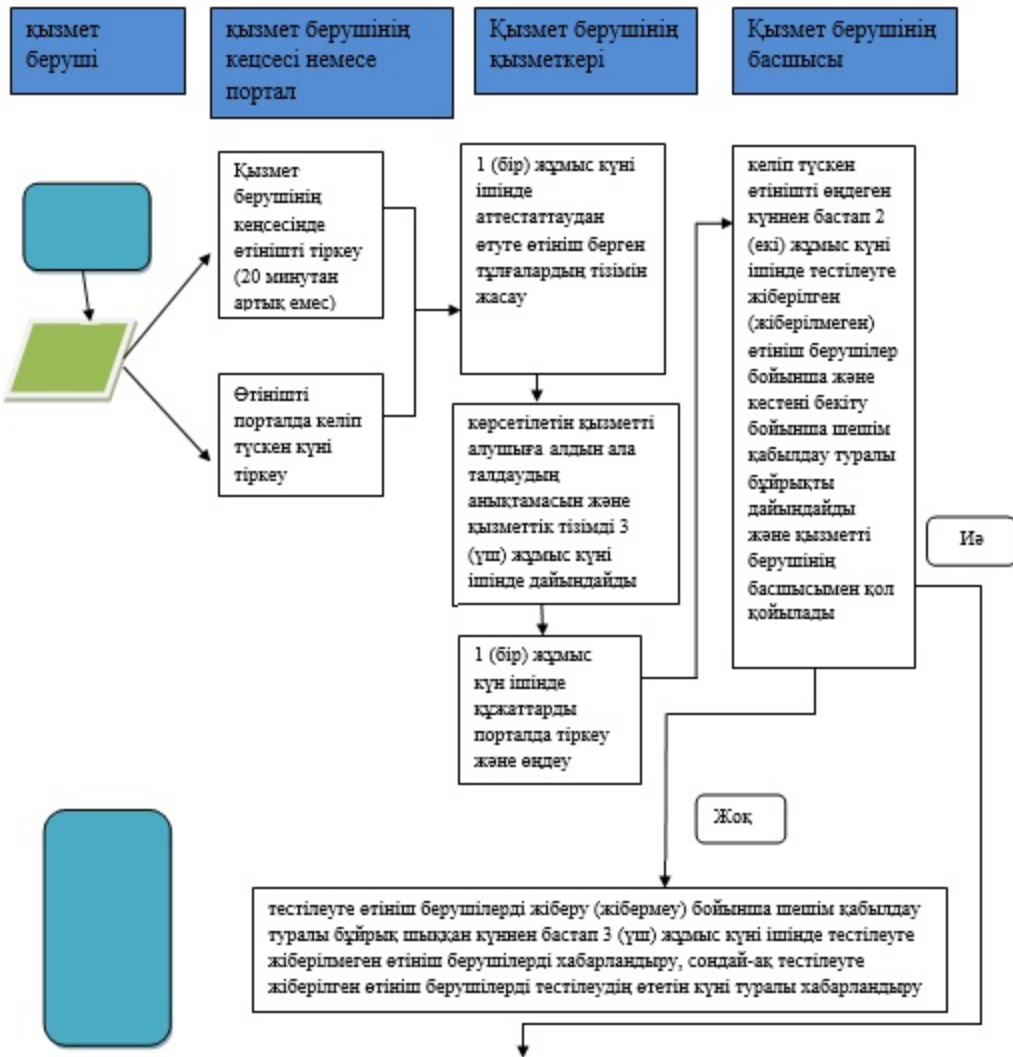 қызмет
беруші
қызмет берушінің
кеңсесі немесе
портал
Қызмет берушінің
қызметкері
Қызмет берушінің
басшысы
Қызмет
берушінің
кеңсесінде
өтінішті тіркеу
(20 минутан
артық емес)
Өтінішті
порталда келіп
түскен күні
тіркеу
1 (бір) жұмыс күні
ішінде
аттестаттаудан
өтуге өтініш берген
тұлғалардың тізімін
жасау
көрсетілетін қызметті
алушыға алдын ала
талдаудың
анықтамасын және
қызметтік тізімді 3
(үш) жұмыс күні
ішінде дайындайды
1 (бір) жұмыс
күн ішінде
құжаттарды
порталда тіркеу
және өңдеу
келіп түскен
өтінішті өңдеген
күннен бастап 2
(екі) жұмыс күні
ішінде тестілеуге
жіберілген
(жіберілмеген)
өтініш берушілер
бойынша және
кестені бекіту
бойынша шешім
қабылдау туралы
бұйрықты
дайындайды
және қызметті
берушінің
басшысымен қол
қойылады
Иә
Жоқ
тестілеуге өтініш берушілерді жіберу (жібермеу) бойынша шешім қабылдау
туралы бұйрық шыққан күннен бастап 3 (үш) жұмыс күні ішінде тестілеуге
жіберілмеген өтініш берушілерді хабарландыру, сондай-ақ тестілеуге
жіберілген өтініш берушілерді тестілеудің өтетін күні туралы хабарландыру